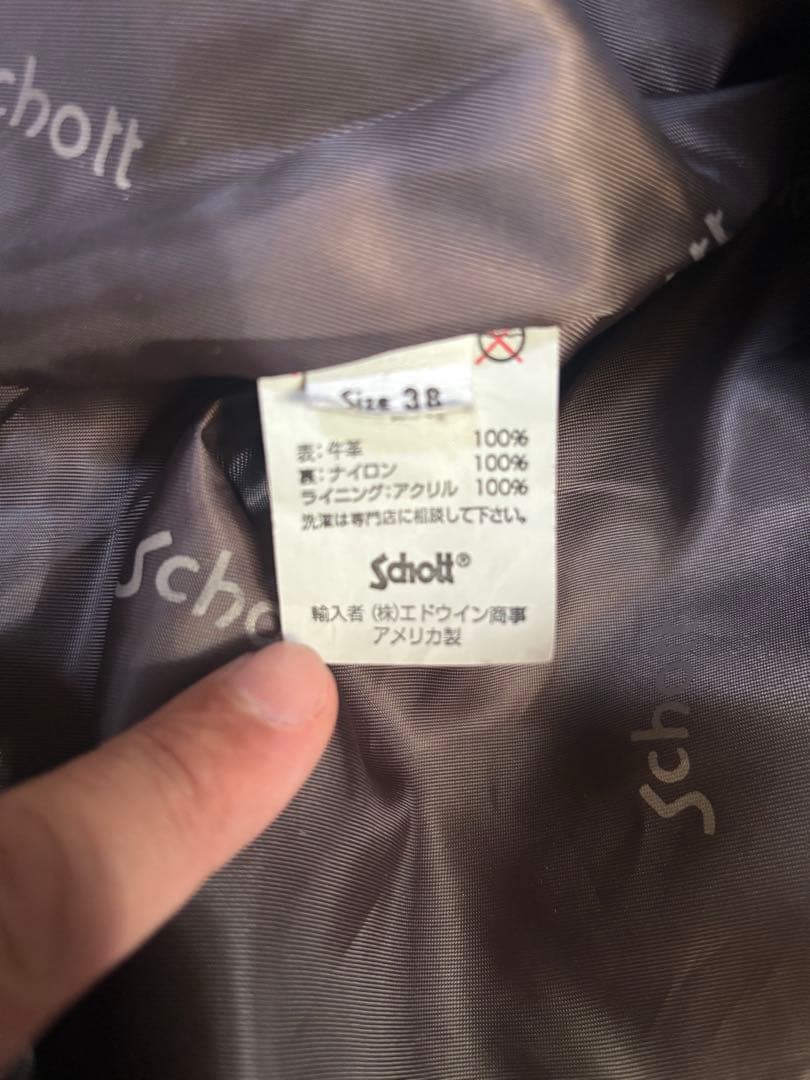 chott
Size 38
表:牛革 100%
裏:ナイロン 100%
ライニング:アクリル 100%
洗濯は専門店に相談して下さい。
Schott®
輸入者 (株)エドウイン商事
アメリカ製
Scho
Schott